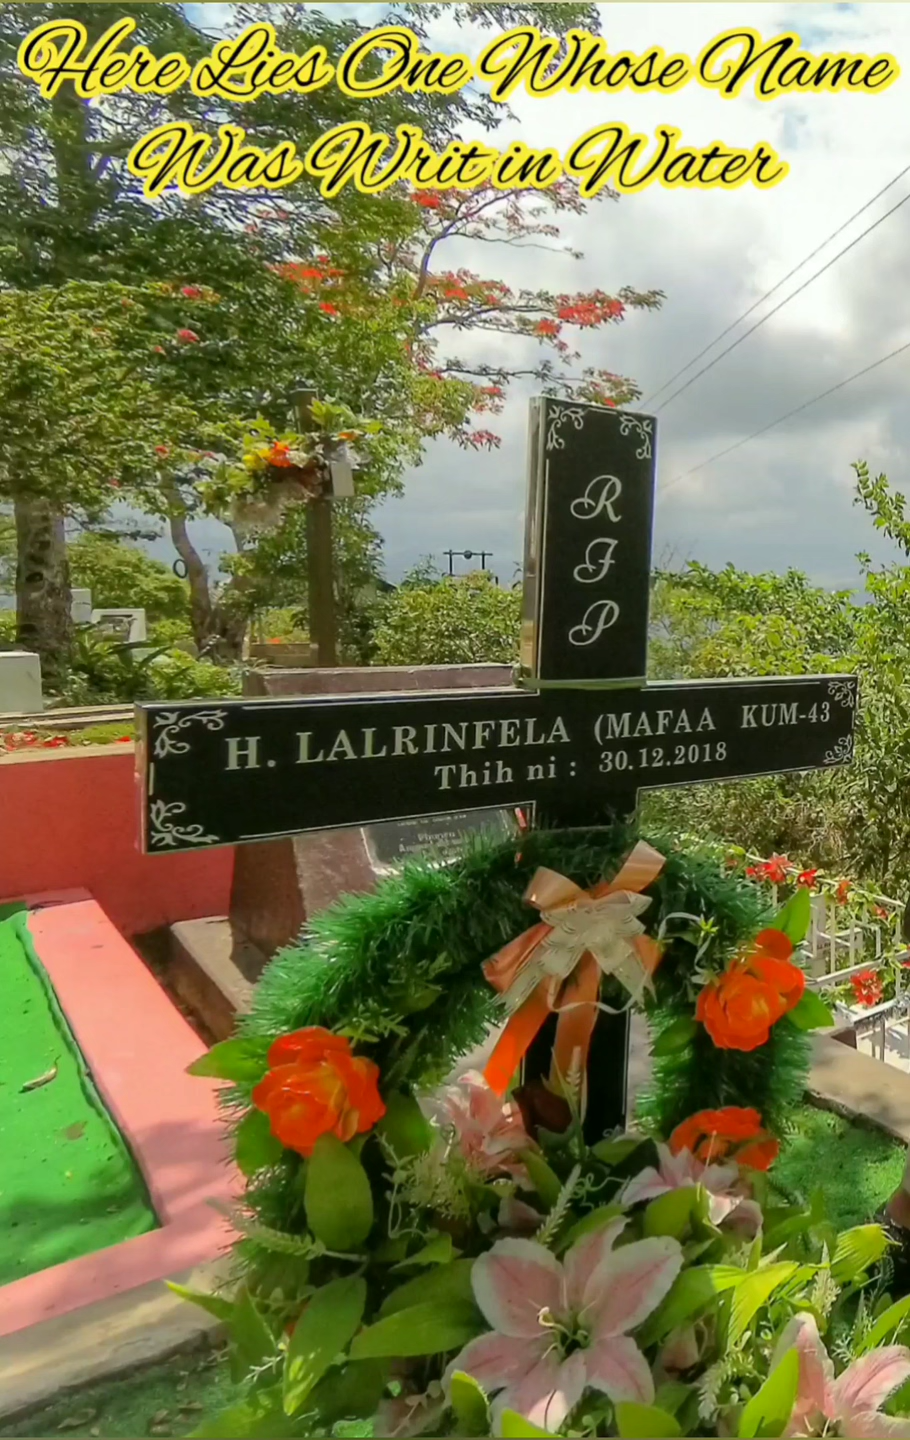 Here Lies One Whose Name
Was Writ in Water
R
I
P
H. LALRINFELA (MAFAA KUM-43
Thih ni : 30.12.2018